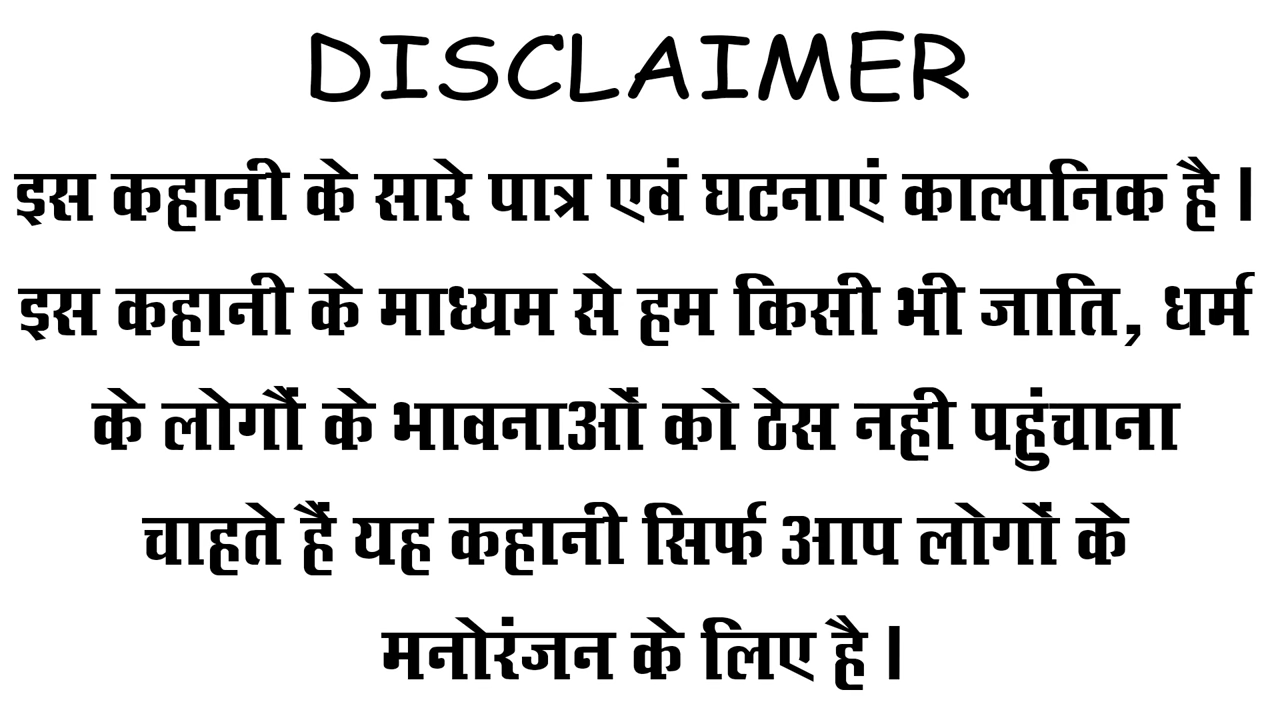 DISCLAIMER
इस कहानी के सारे पात्र एवं घटनाएं काल्पनिक है।
इस कहानी के माध्यम से हम किसी भी जाति, धर्म
के लोगौं के भावनाओं को ठेस नही पहुंचाना
चाहते हैं यह कहानी सिर्फ आप लोगों के
मनोरंजन के लिए है।